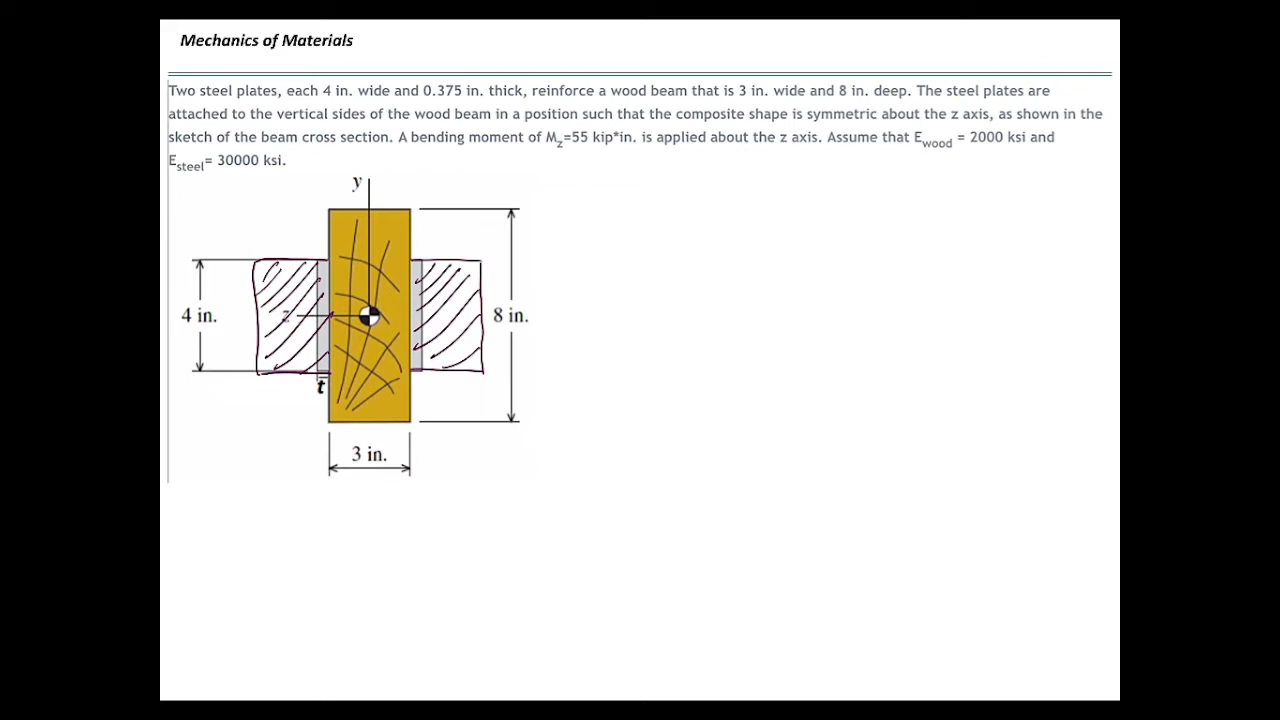 Mechanics of Materials
Two steel plates, each 4 in. wide and 0.375 in. thick, reinforce a wood beam that is 3 in. wide and 8 in. deep. The steel plates are
attached to the vertical sides of the wood beam in a position such that the composite shape is symmetric about the z axis, as shown in the
sketch of the beam cross section. A bending moment of Mz=55 kip*in. is applied about the z axis. Assume that Ewood = 2000 ksi and
Esteel= 30000 ksi.
y
4 in.
z
8 in.
t
3 in.